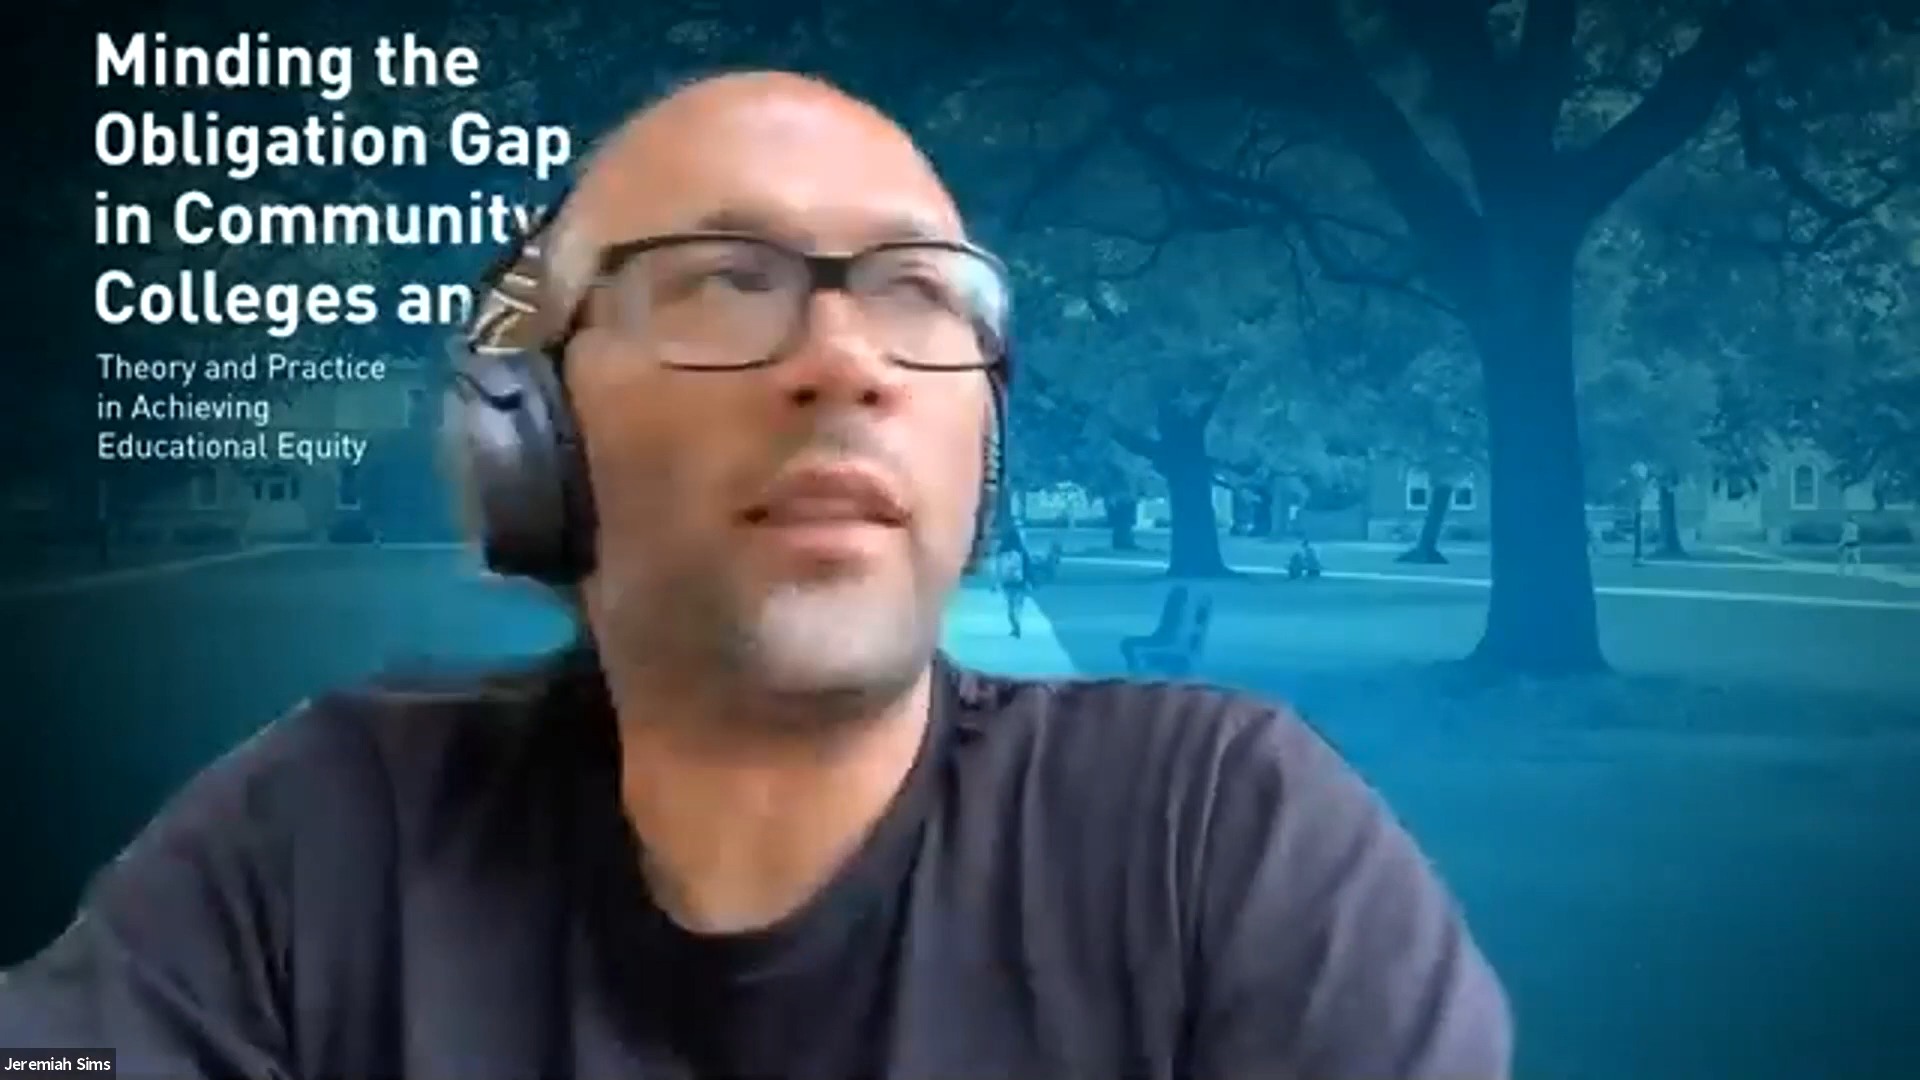 Minding the
Obligation Gap
in Community
Colleges an
Theory and Practice
in Achieving
Educational Equity
Jeremiah Sims